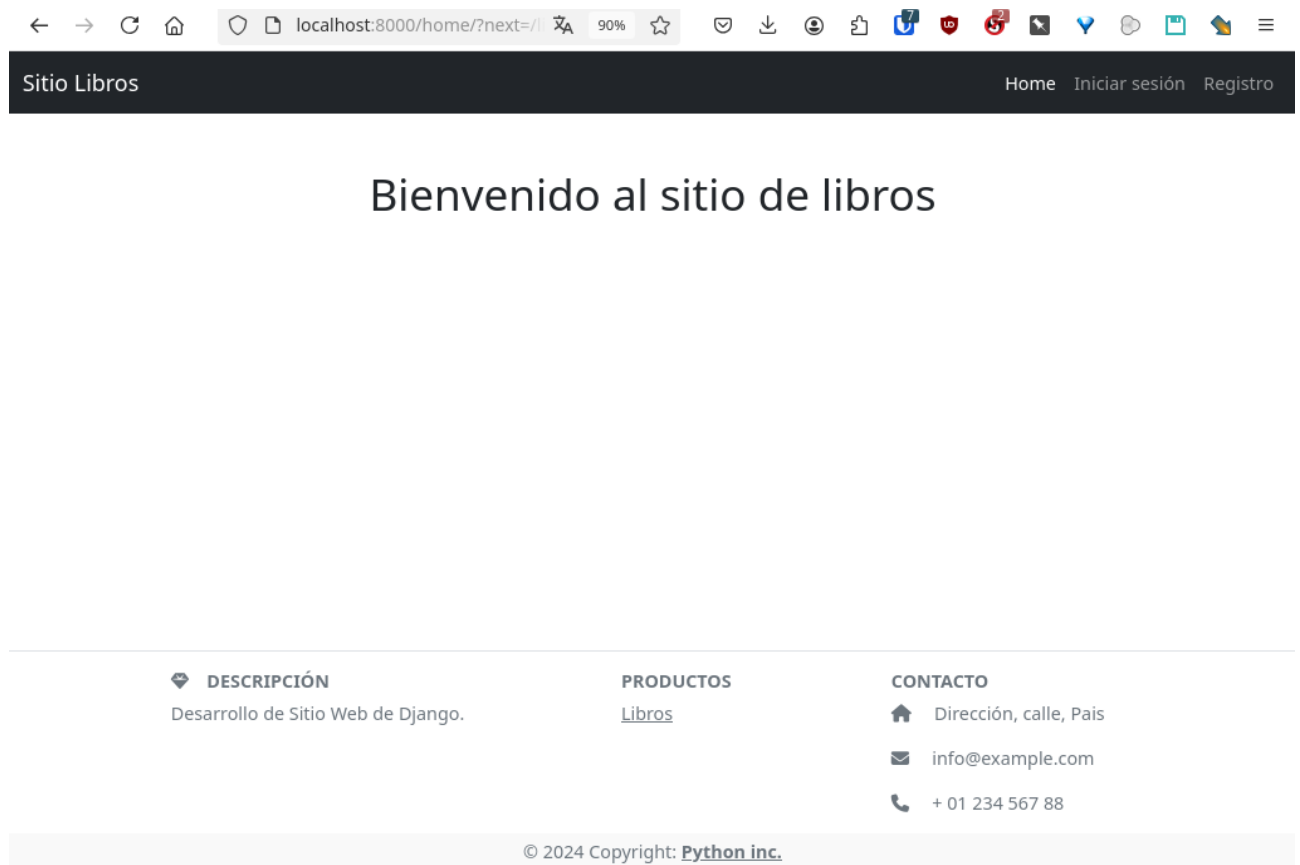 localhost:8000/home/?next=/l 90% 7 2
Sitio Libros Home Iniciar sesión Registro
Bienvenido al sitio de libros
DESCRIPCIÓN PRODUCTOS CONTACTO
Desarrollo de Sitio Web de Django. Libros Dirección, calle, Pais
info@example.com
+ 01 234 567 88
© 2024 Copyright: Python inc.